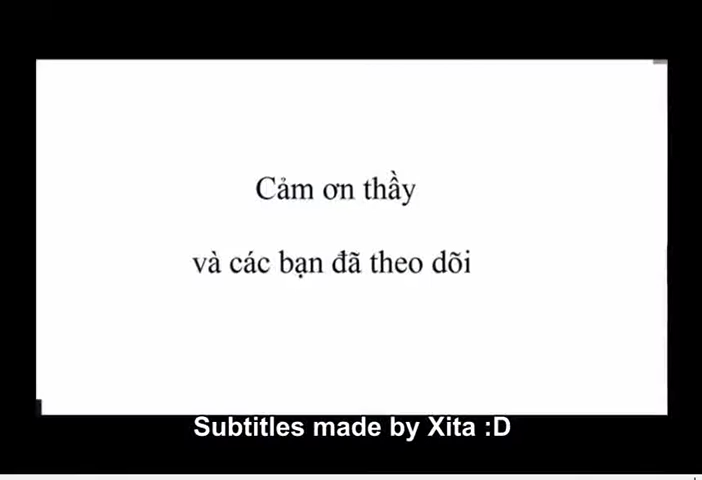 Cảm ơn thầy
và các bạn đã theo dõi
Subtitles made by Xita :D